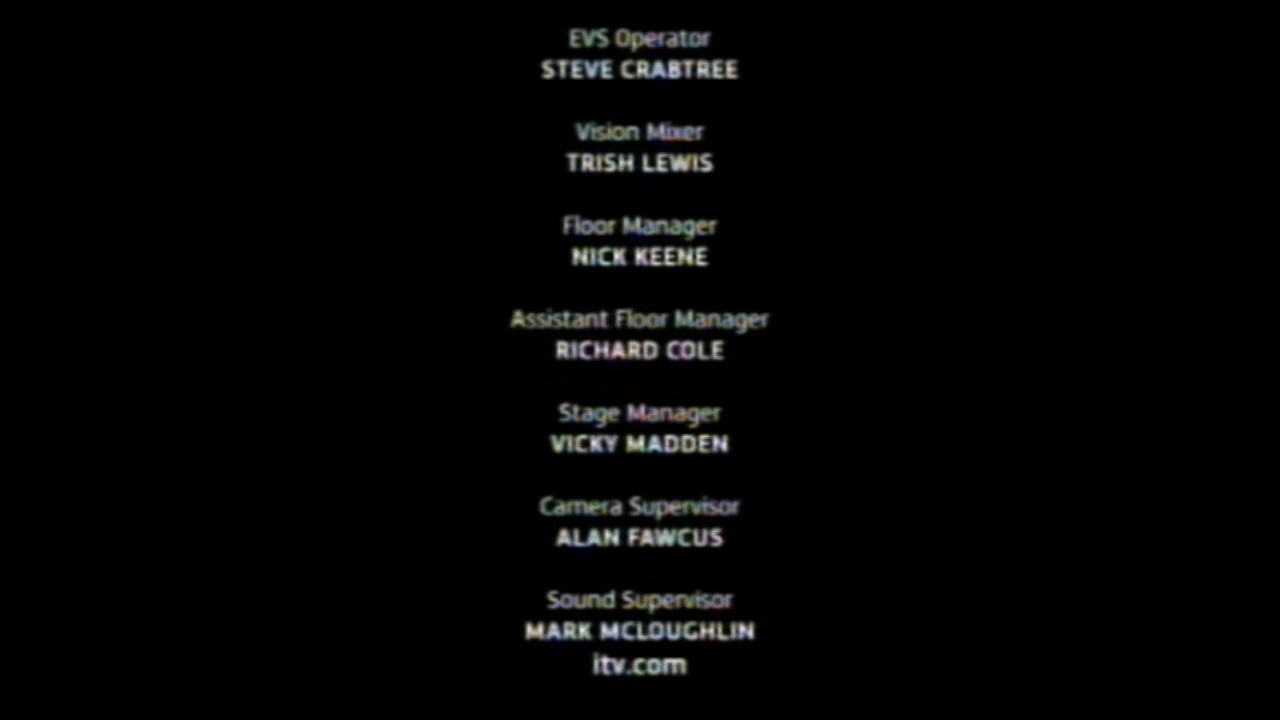 EVS Operator
STEVE CRABTREE
Vision Mixer
TRISH LEWIS
Floor Manager
NICK KEENE
Assistant Floor Manager
RICHARD COLE
Stage Manager
VICKY MADDEN
Camera Supervisor
ALAN FAWCUS
Sound Supervisor
MARK MCLOUGHLIN
itv.com